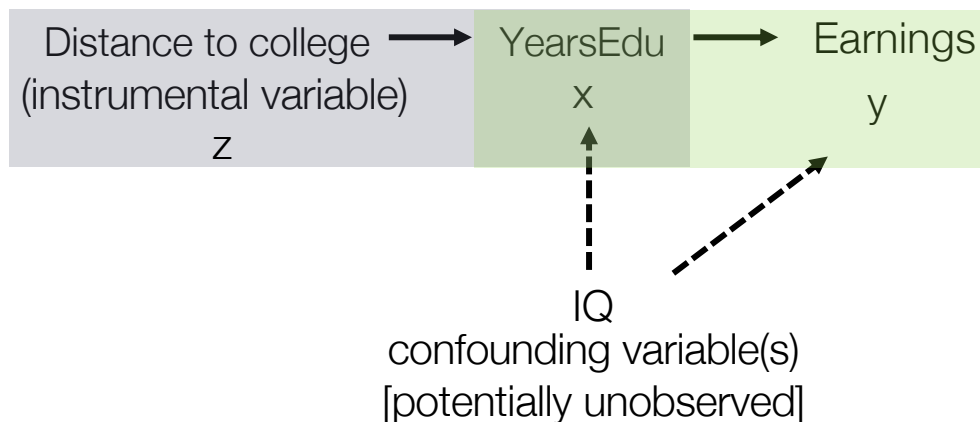 Distance to college
(instrumental variable)
z
YearsEdu
x
Earnings
y
IQ
confounding variable(s)
[potentially unobserved]